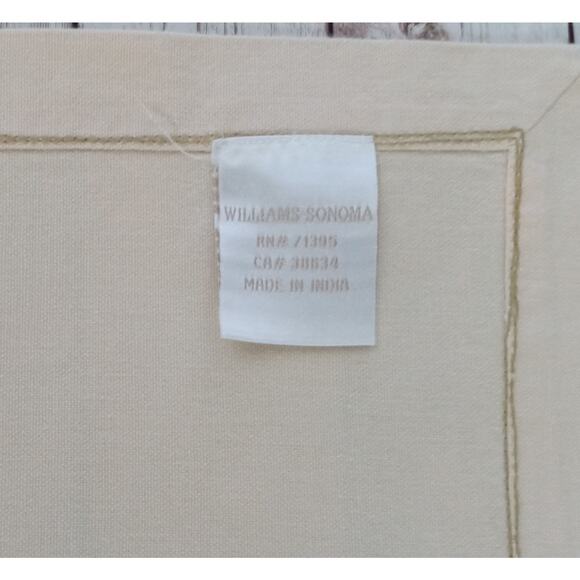 WILLIAMS-SONOMA
RN# 71395
CA# 38634
MADE IN INDIA